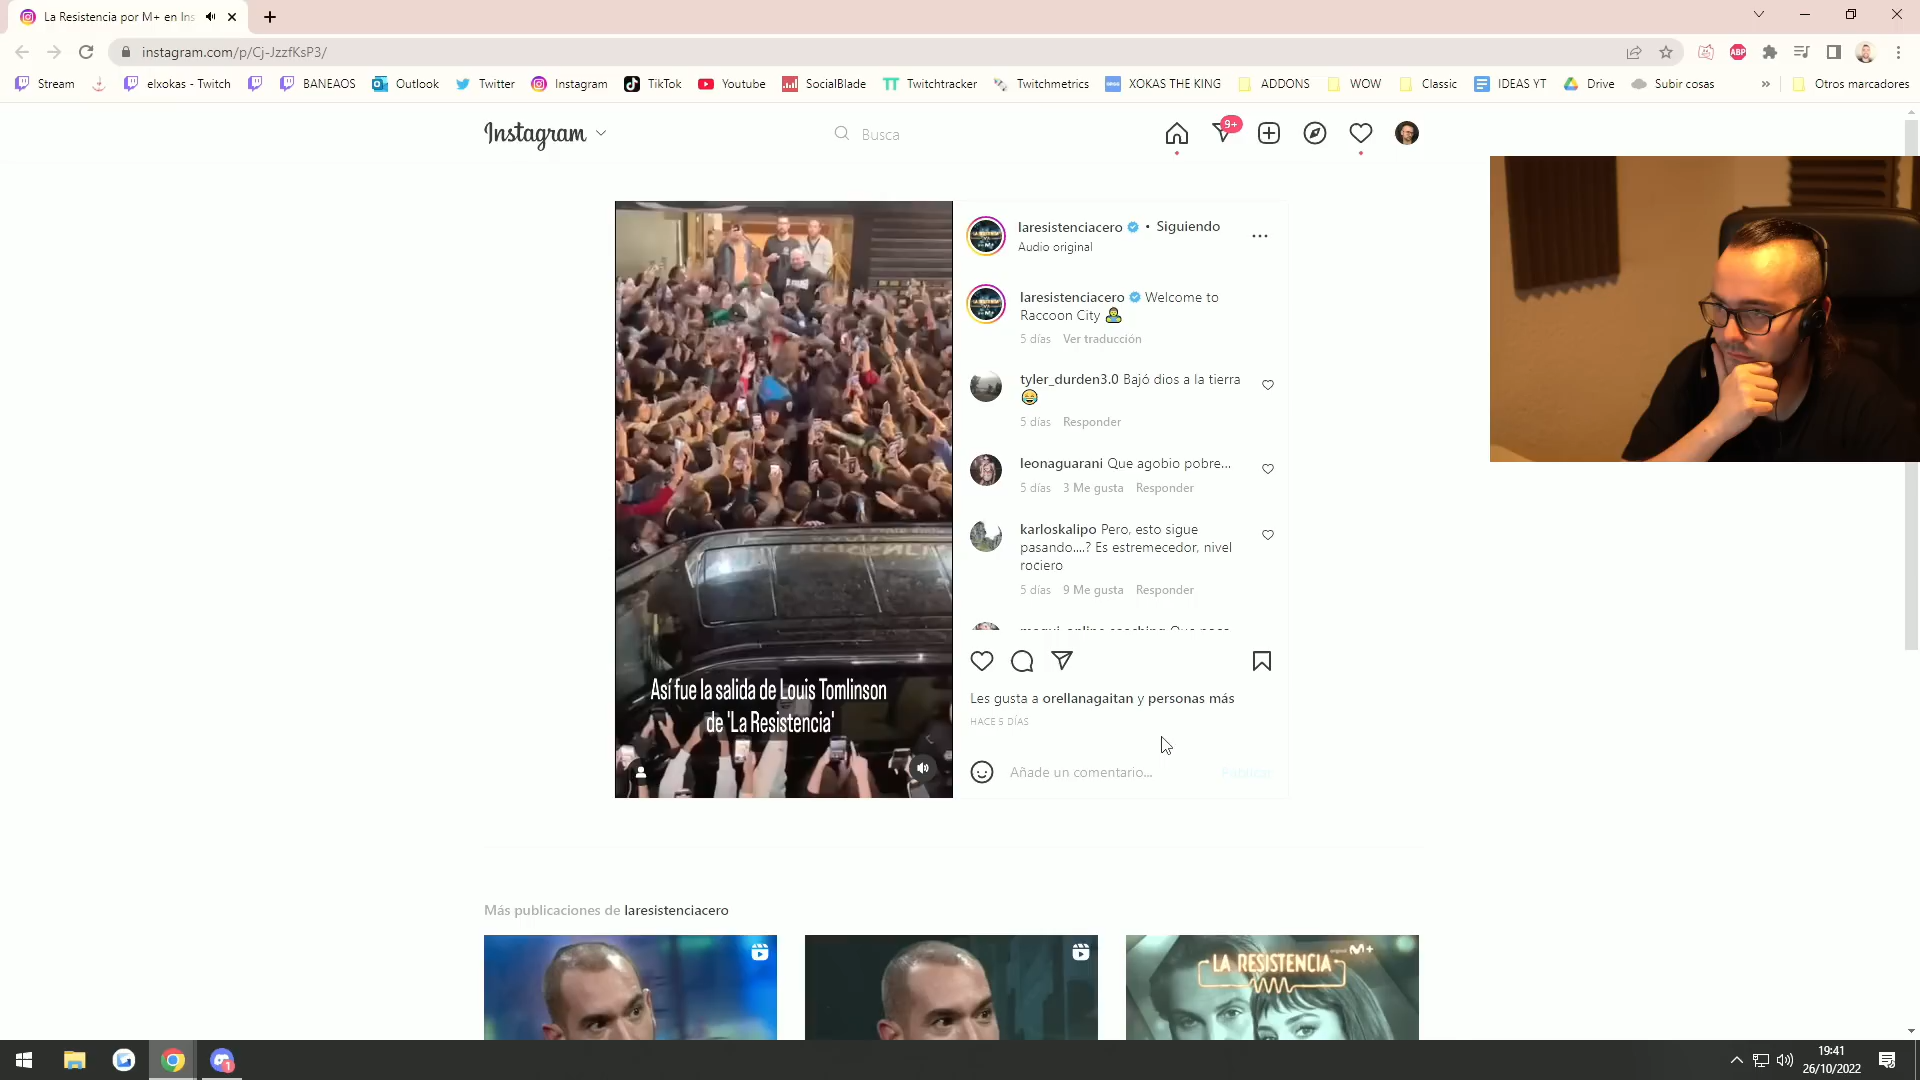 La Resistencia por M+ en Ins
instagram.com/p/Cj-JzzfKsP3/
ABP
Stream
elxokas - Twitch
BANEAOS
Outlook
Twitter
Instagram
TikTok
Youtube
SocialBlade
Twitchtracker
Twitchmetrics
XOKAS THE KING
ADDONS
WOW
Classic
IDEAS YT
Drive
Subir cosas
»
Otros marcadores
Instagram
Busca
9+
laresistenciacero • Siguiendo
Audio original
laresistenciacero Welcome to
Raccoon City
5 días Ver traducción
tyler_durden3.0 Bajó dios a la tierra
5 días Responder
leonaguarani Que agobio pobre...
5 días 3 Me gusta Responder
karloskalipo Pero, esto sigue
pasando....? Es estremecedor, nivel
rociero
5 días 9 Me gusta Responder
Así fue la salida de Louis Tomlinson
de 'La Resistencia'
Les gusta a orellanagaitan y personas más
HACE 5 DÍAS
Añade un comentario...
Publicar
Más publicaciones de laresistenciacero
M+
LA RESISTENCIA
1
19:41
26/10/2022